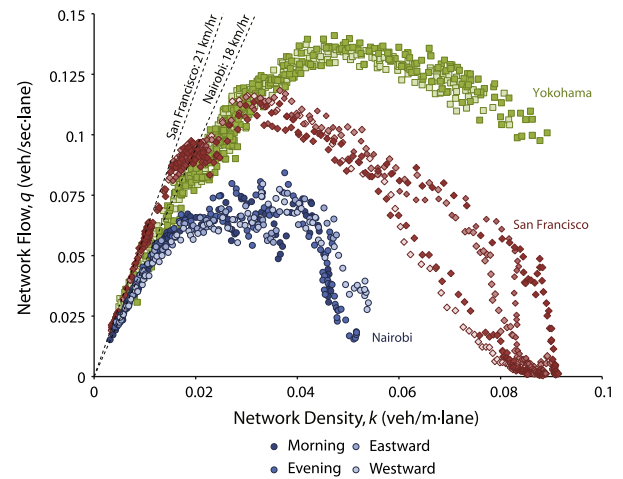 0.15
0.125
0.1
0.075
0.05
0.025
0
Network Flow, q (veh/sec·lane)
San Francisco: 21 km/hr
Nairobi: 18 km/hr
Yokohama
San Francisco
Nairobi
0
0.02
0.04
0.06
0.08
0.1
Network Density, k (veh/m·lane)
Morning
Eastward
Evening
Westward